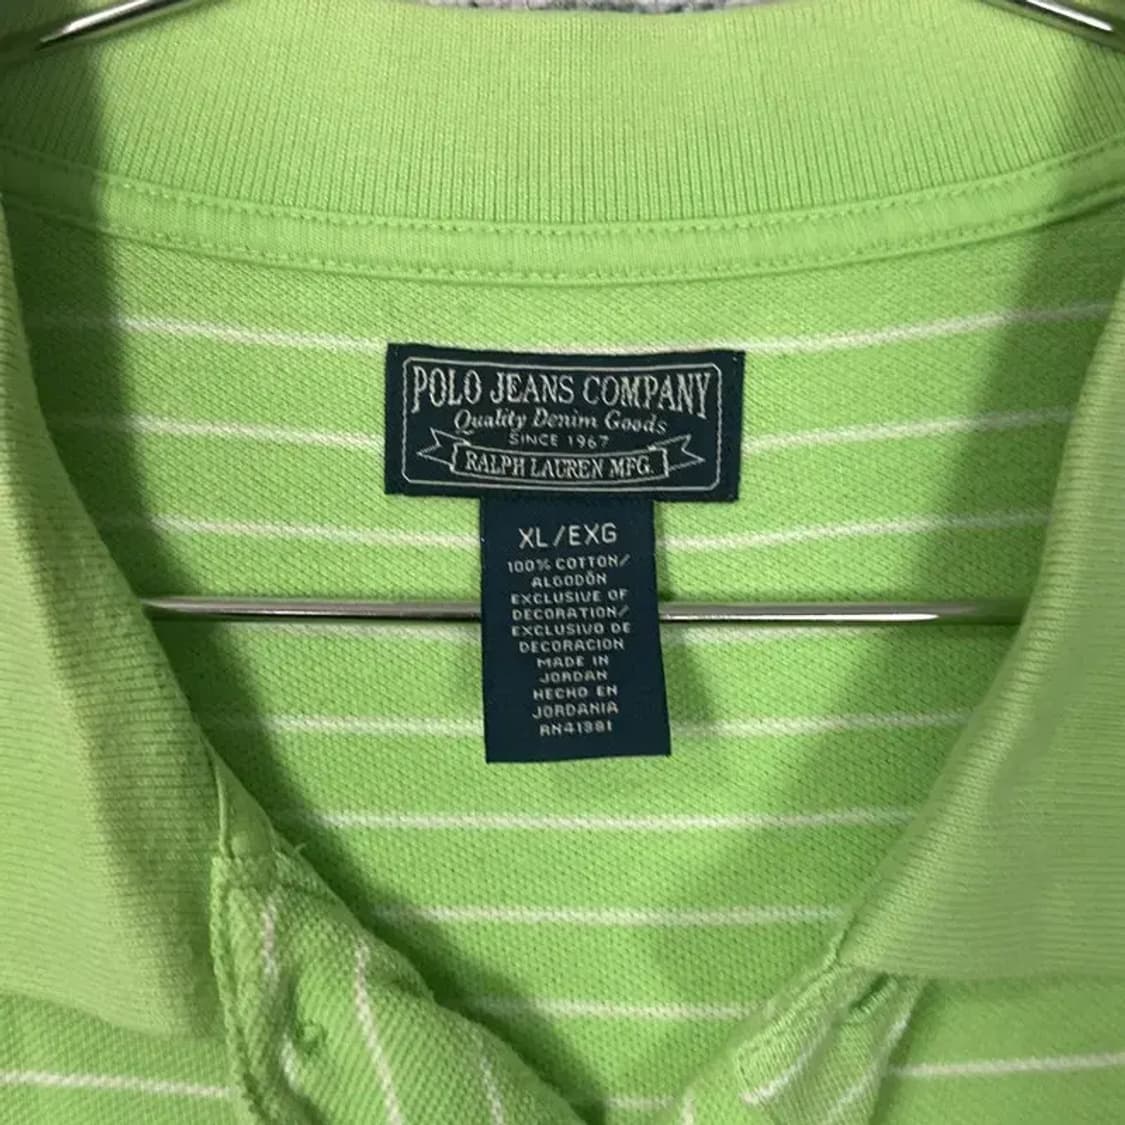 POLO JEANS COMPANY
Quality Denim Goods
SINCE 1967
RALPH LAUREN MFG.
XL/EXG
100% COTTON/
ALGODÓN
EXCLUSIVE OF
DECORATION/
EXCLUSIVO DE
DECORACION
MADE IN
JORDAN
HECHO EN
JORDANIA
RN41381